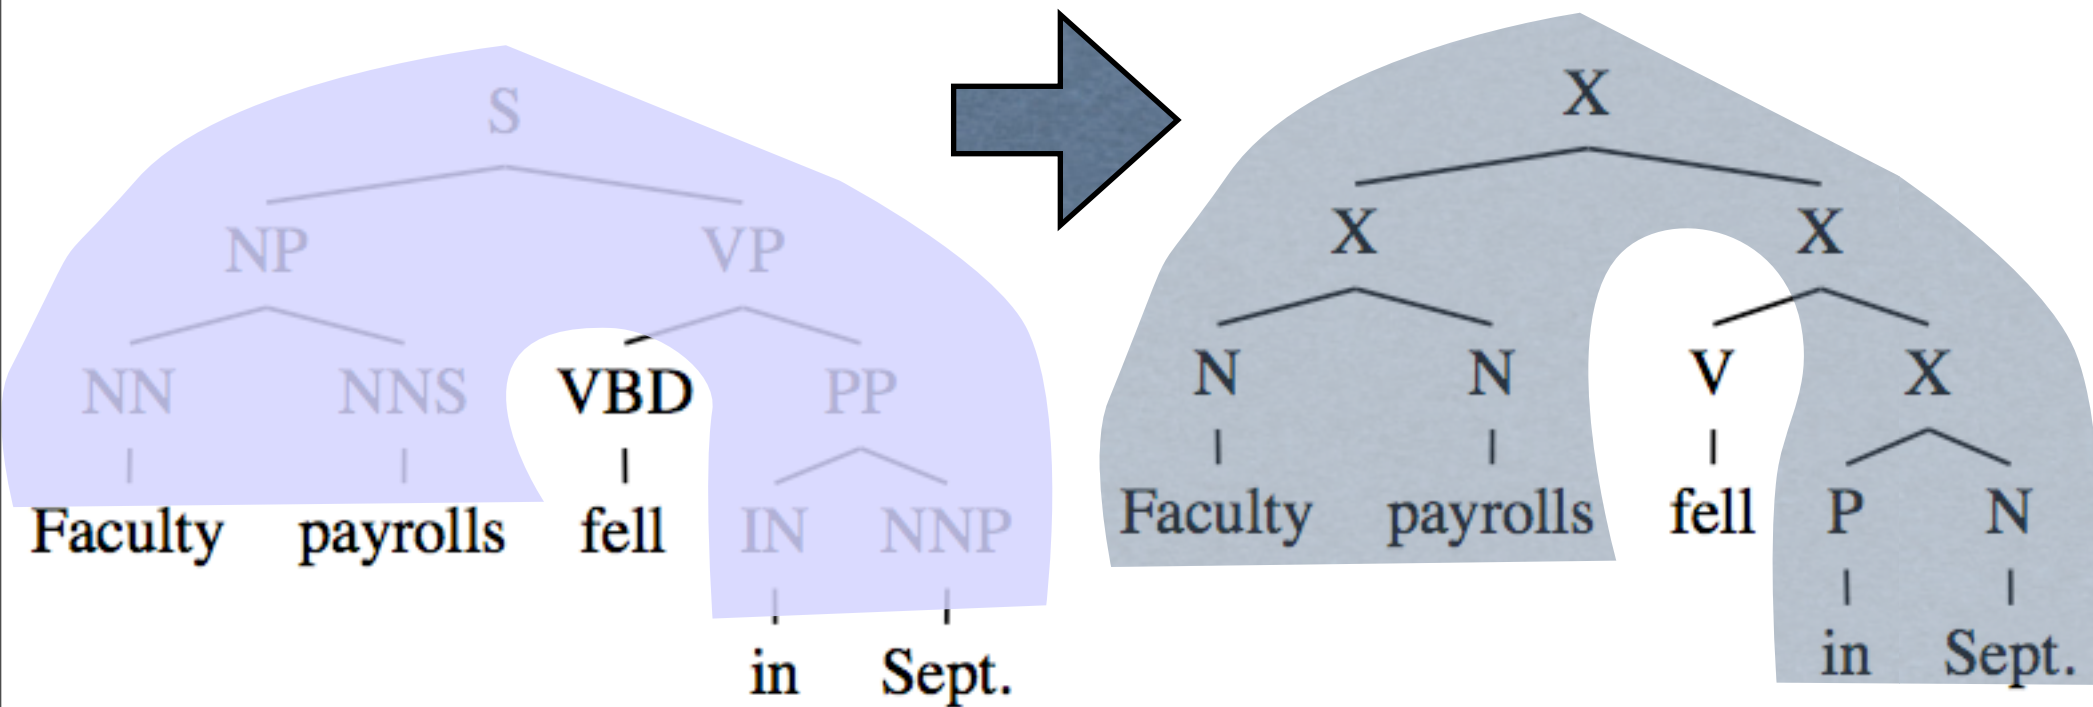 S
NP VP
NN NNS VBD PP
Faculty payrolls fell IN NNP
in Sept.
X
X X
N N V X
Faculty payrolls fell P N
in Sept.